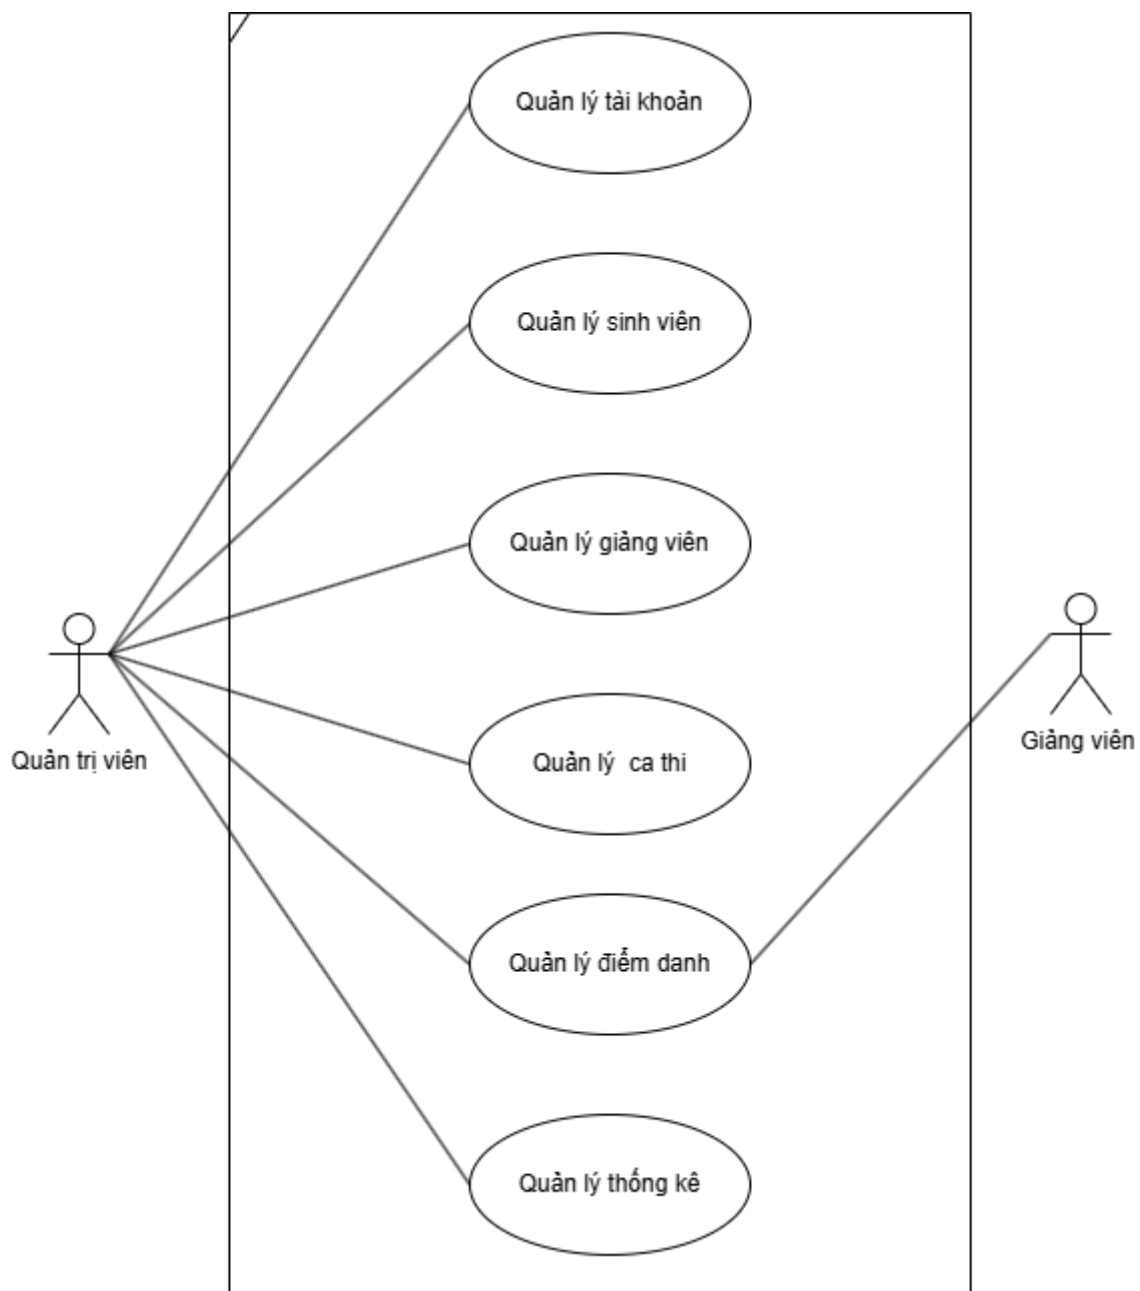 Quản lý tài khoản
Quản lý sinh viên
Quản lý giảng viên
Quản trị viên
Giảng viên
Quản lý  ca thi
Quản lý điểm danh
Quản lý thống kê